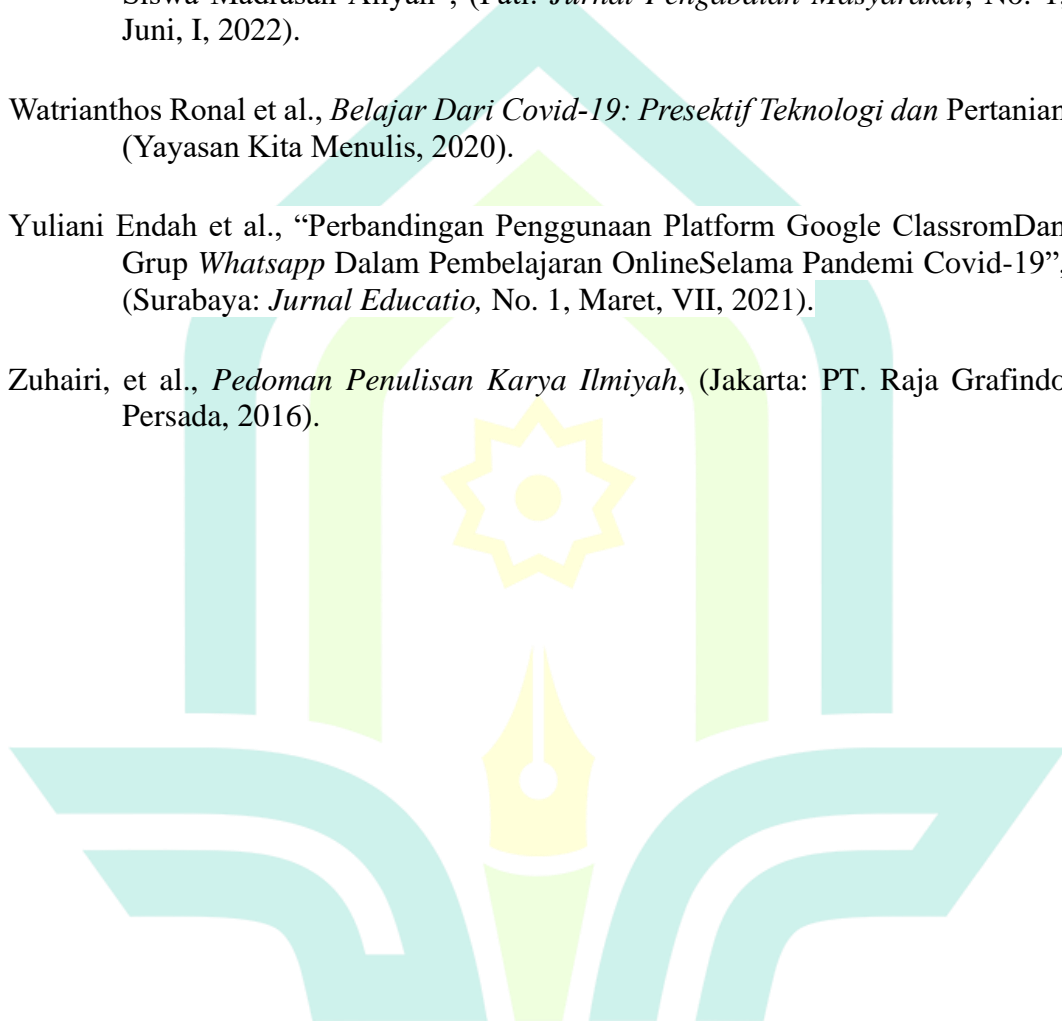 Juni, I, 2022).
Watrianthos Ronal et al., Belajar Dari Covid-19: Presektif Teknologi dan Pertanian
(Yayasan Kita Menulis, 2020).
Yuliani Endah et al., “Perbandingan Penggunaan Platform Google ClassromDan
Grup Whatsapp Dalam Pembelajaran OnlineSelama Pandemi Covid-19”,
(Surabaya: Jurnal Educatio, No. 1, Maret, VII, 2021).
Zuhairi, et al., Pedoman Penulisan Karya Ilmiyah, (Jakarta: PT. Raja Grafindo
Persada, 2016).